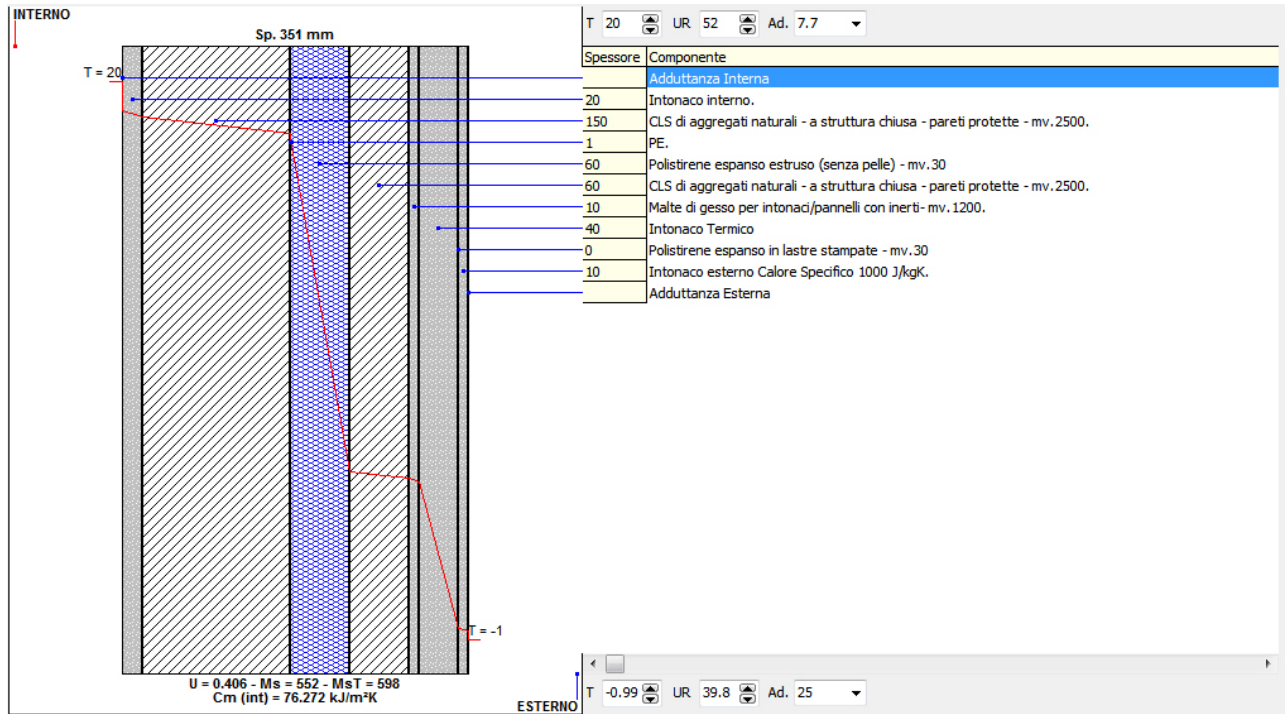 INTERNO
Sp. 351 mm
T = 20
T = -1
U = 0.406 - Ms = 552 - MsT = 598
Cm (int) = 76.272 kJ/m²K
ESTERNO
T 20 UR 52 Ad. 7.7
Spessore Componente
Adduttanza Interna
20 Intonaco interno.
150 CLS di aggregati naturali - a struttura chiusa - pareti protette - mv.2500.
1 PE.
60 Polistirene espanso estruso (senza pelle) - mv.30
60 CLS di aggregati naturali - a struttura chiusa - pareti protette - mv.2500.
10 Malte di gesso per intonaci/pannelli con inerti- mv.1200.
40 Intonaco Termico
0 Polistirene espanso in lastre stampate - mv.30
10 Intonaco esterno Calore Specifico 1000 J/kgK.
Adduttanza Esterna
T -0.99 UR 39.8 Ad. 25